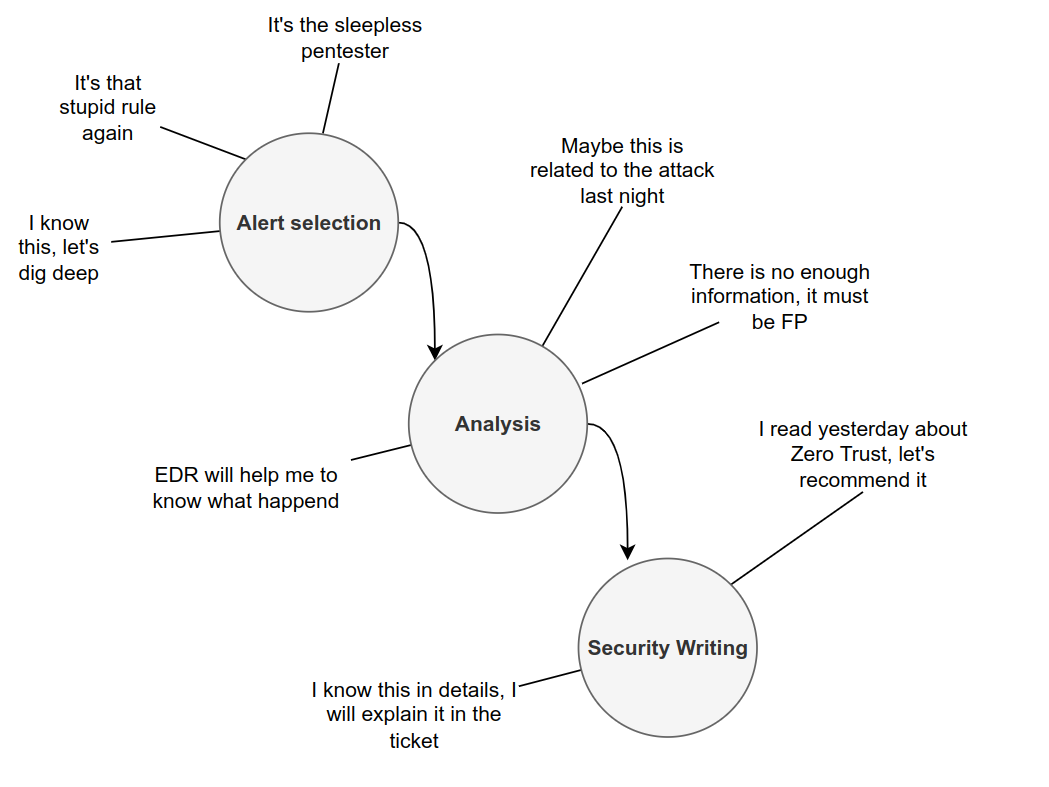 It's the sleepless
pentester
It's that
stupid rule
again
I know
this, let's
dig deep
Alert selection
Maybe this is
related to the attack
last night
There is no enough
information, it must
be FP
Analysis
EDR will help me to
know what happend
I read yesterday about
Zero Trust, let's
recommend it
Security Writing
I know this in details, I
will explain it in the
ticket